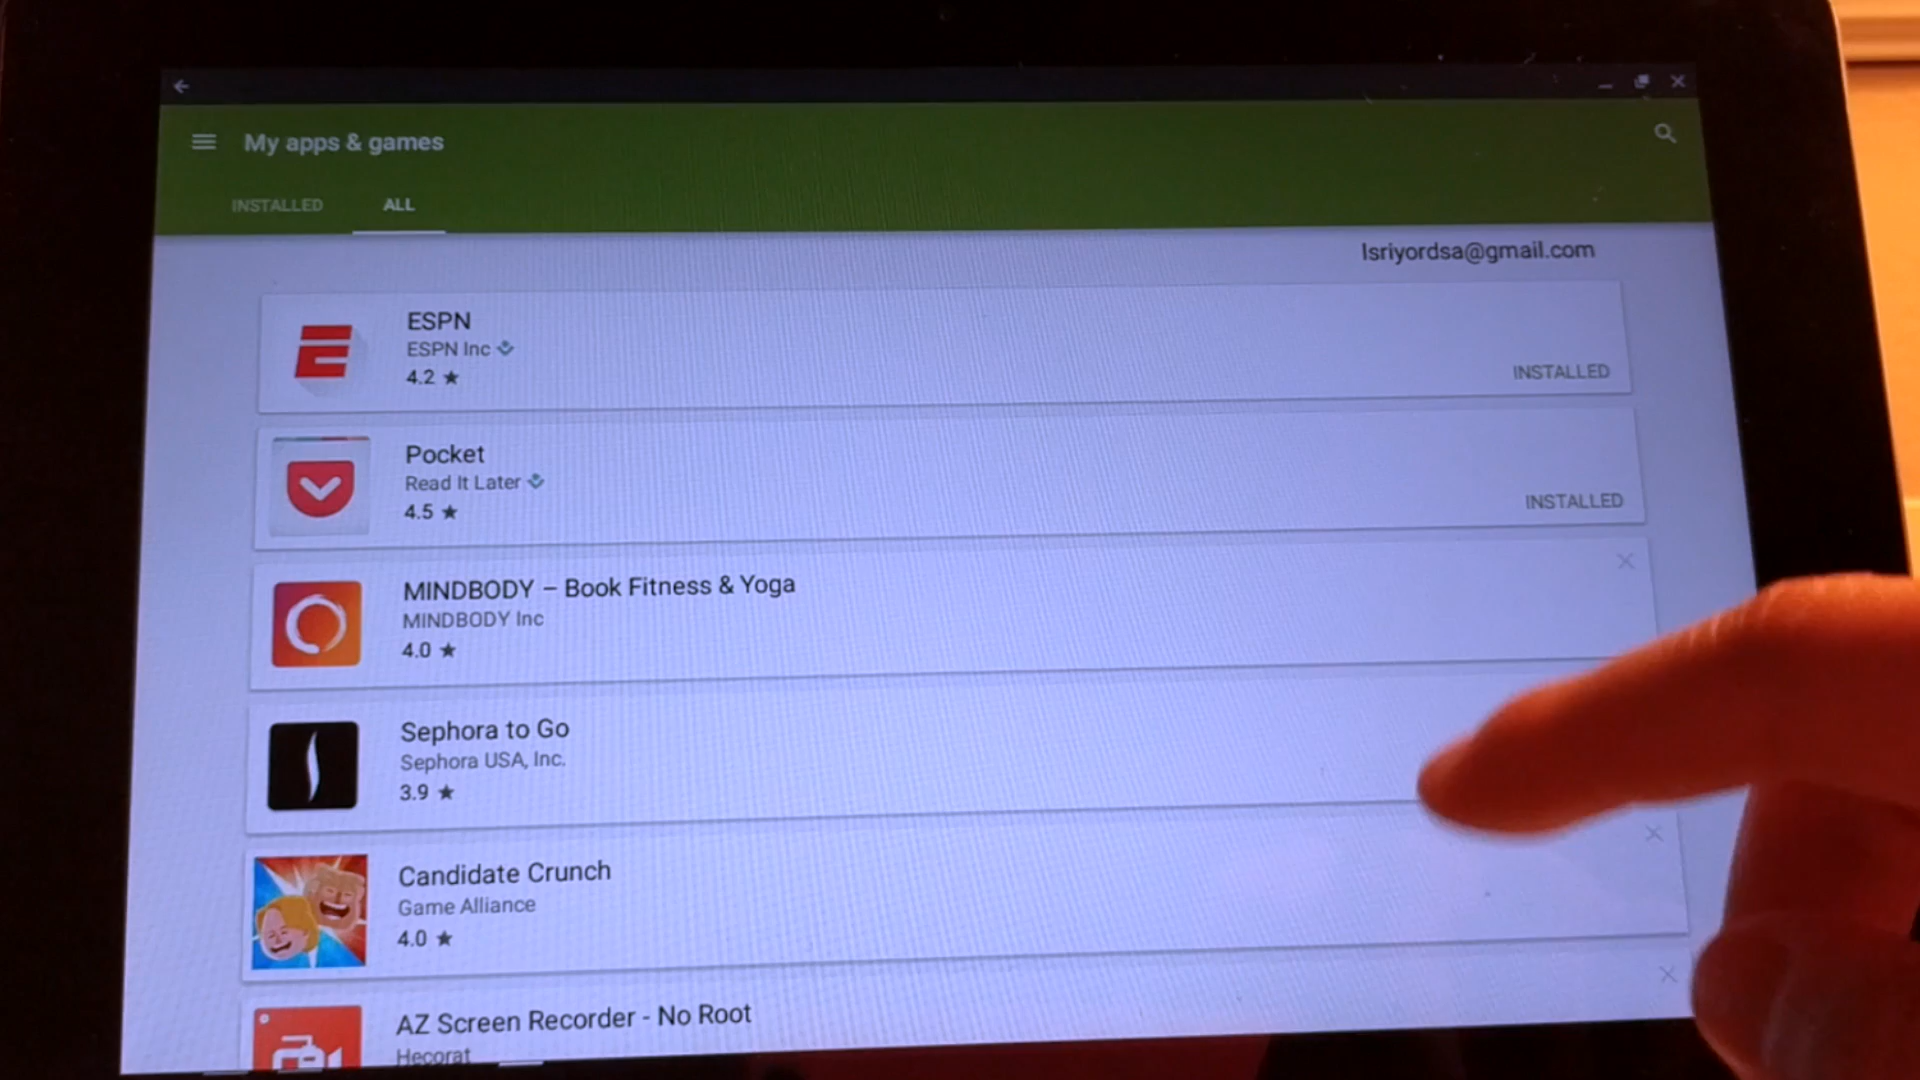 My apps & games
INSTALLED ALL
lsriyordsa@gmail.com
ESPN
ESPN Inc
4.2 ★
INSTALLED
Pocket
Read It Later
4.5 ★
INSTALLED
MINDBODY – Book Fitness & Yoga
MINDBODY Inc
4.0 ★
Sephora to Go
Sephora USA, Inc.
3.9 ★
Candidate Crunch
Game Alliance
4.0 ★
AZ Screen Recorder - No Root
Hecorat